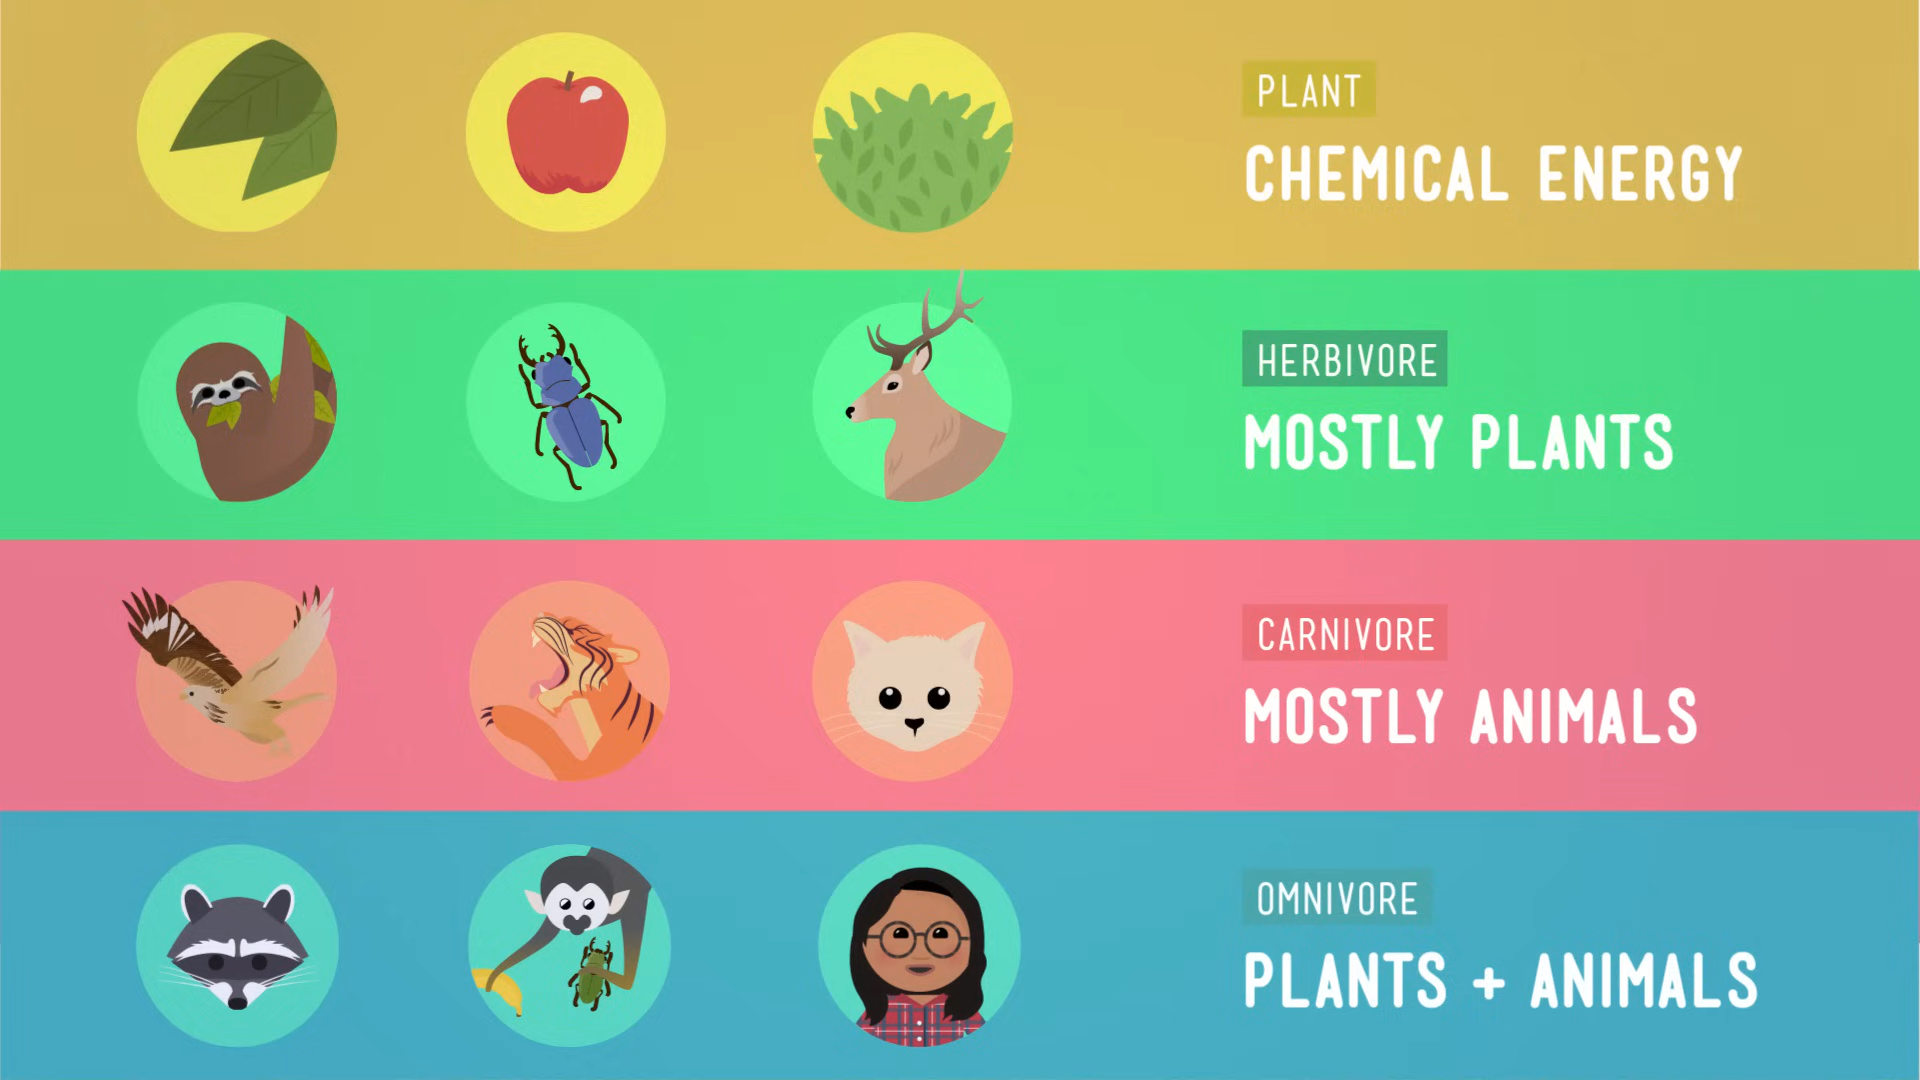 PLANT
CHEMICAL ENERGY
HERBIVORE
MOSTLY PLANTS
CARNIVORE
MOSTLY ANIMALS
OMNIVORE
PLANTS + ANIMALS